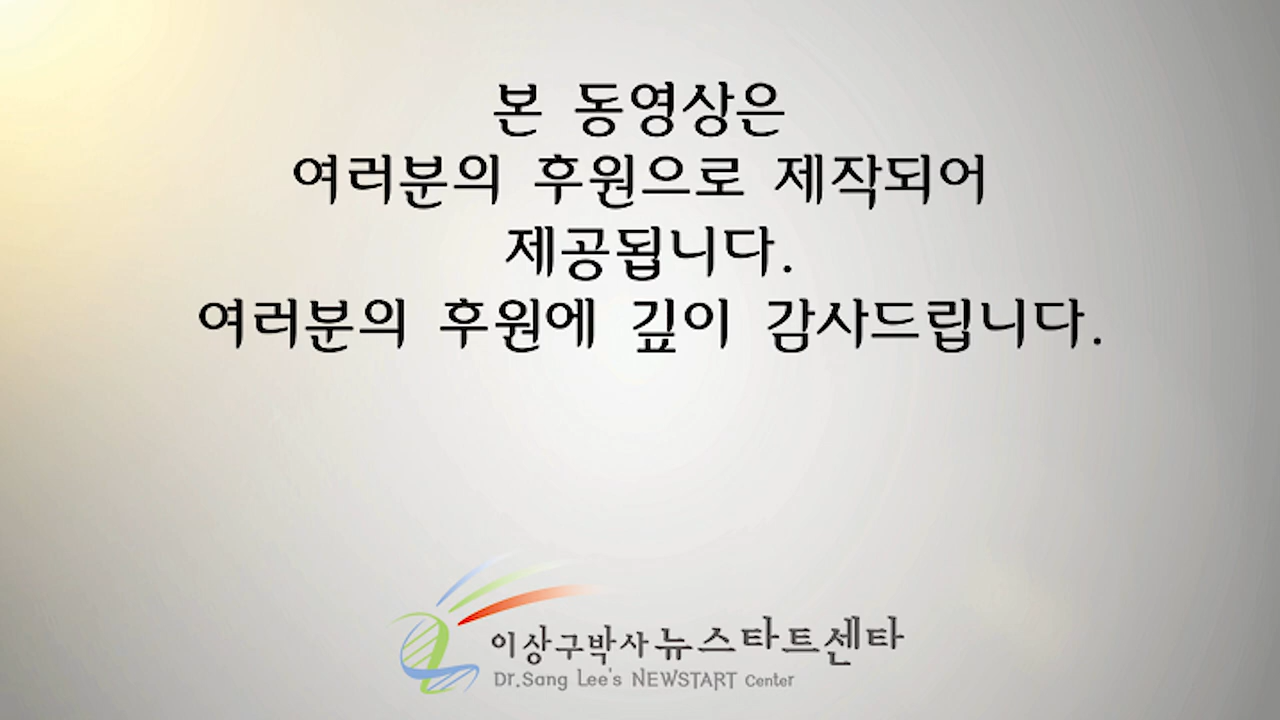 본 동영상은
여러분의 후원으로 제작되어
제공됩니다.
여러분의 후원에 깊이 감사드립니다.
이상구박사 뉴스타트센타
Dr.Sang Lee's NEWSTART Center